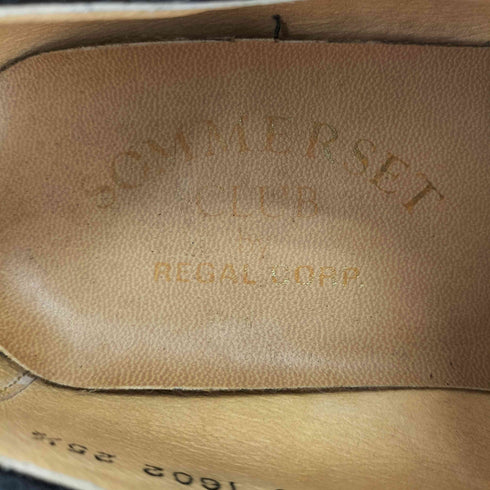 SOMMERSET
CLUB
by
REGAL CORP.
1602 25½